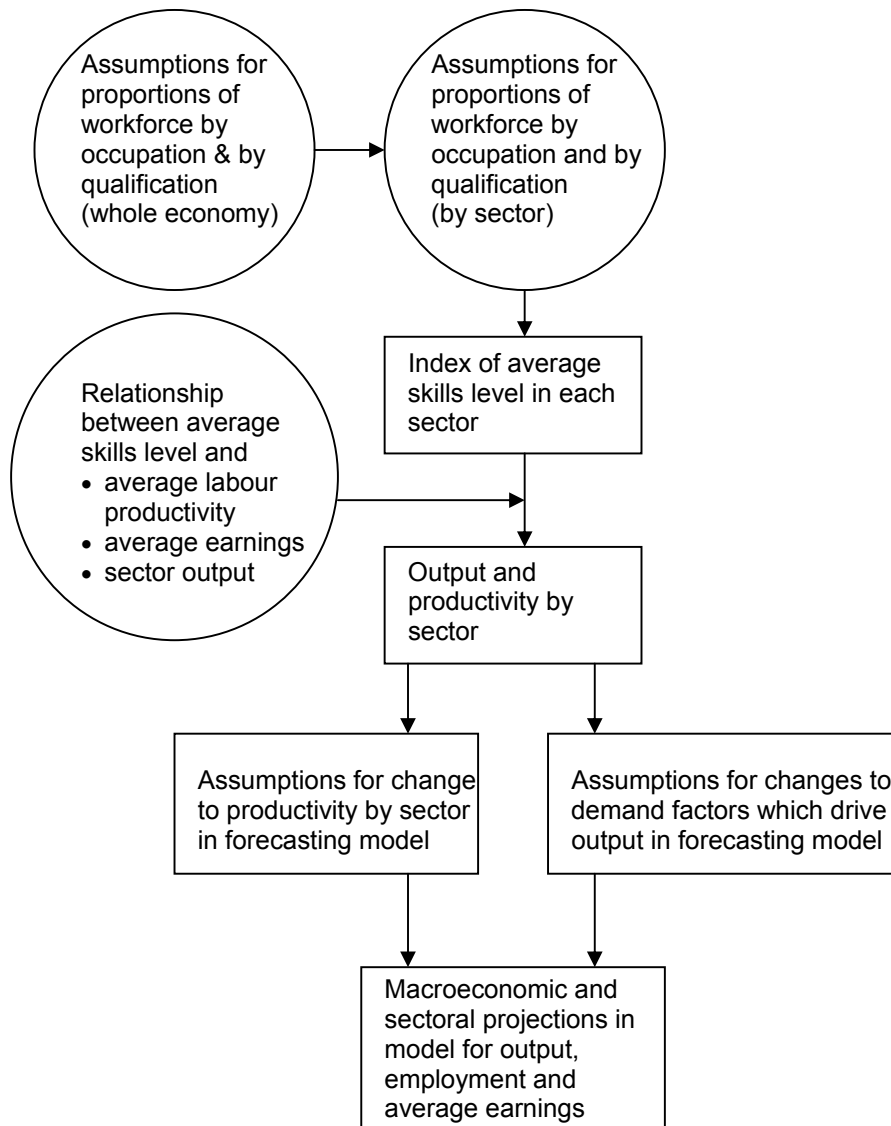 Assumptions for
proportions of
workforce by
occupation & by
qualification
(whole economy)
Assumptions for
proportions of
workforce by
occupation and by
qualification
(by sector)
Index of average
skills level in each
sector
Relationship
between average
skills level and
• average labour
productivity
• average earnings
• sector output
Output and
productivity by
sector
Assumptions for change
to productivity by sector
in forecasting model
Assumptions for changes to
demand factors which drive
output in forecasting model
Macroeconomic and
sectoral projections in
model for output,
employment and
average earnings